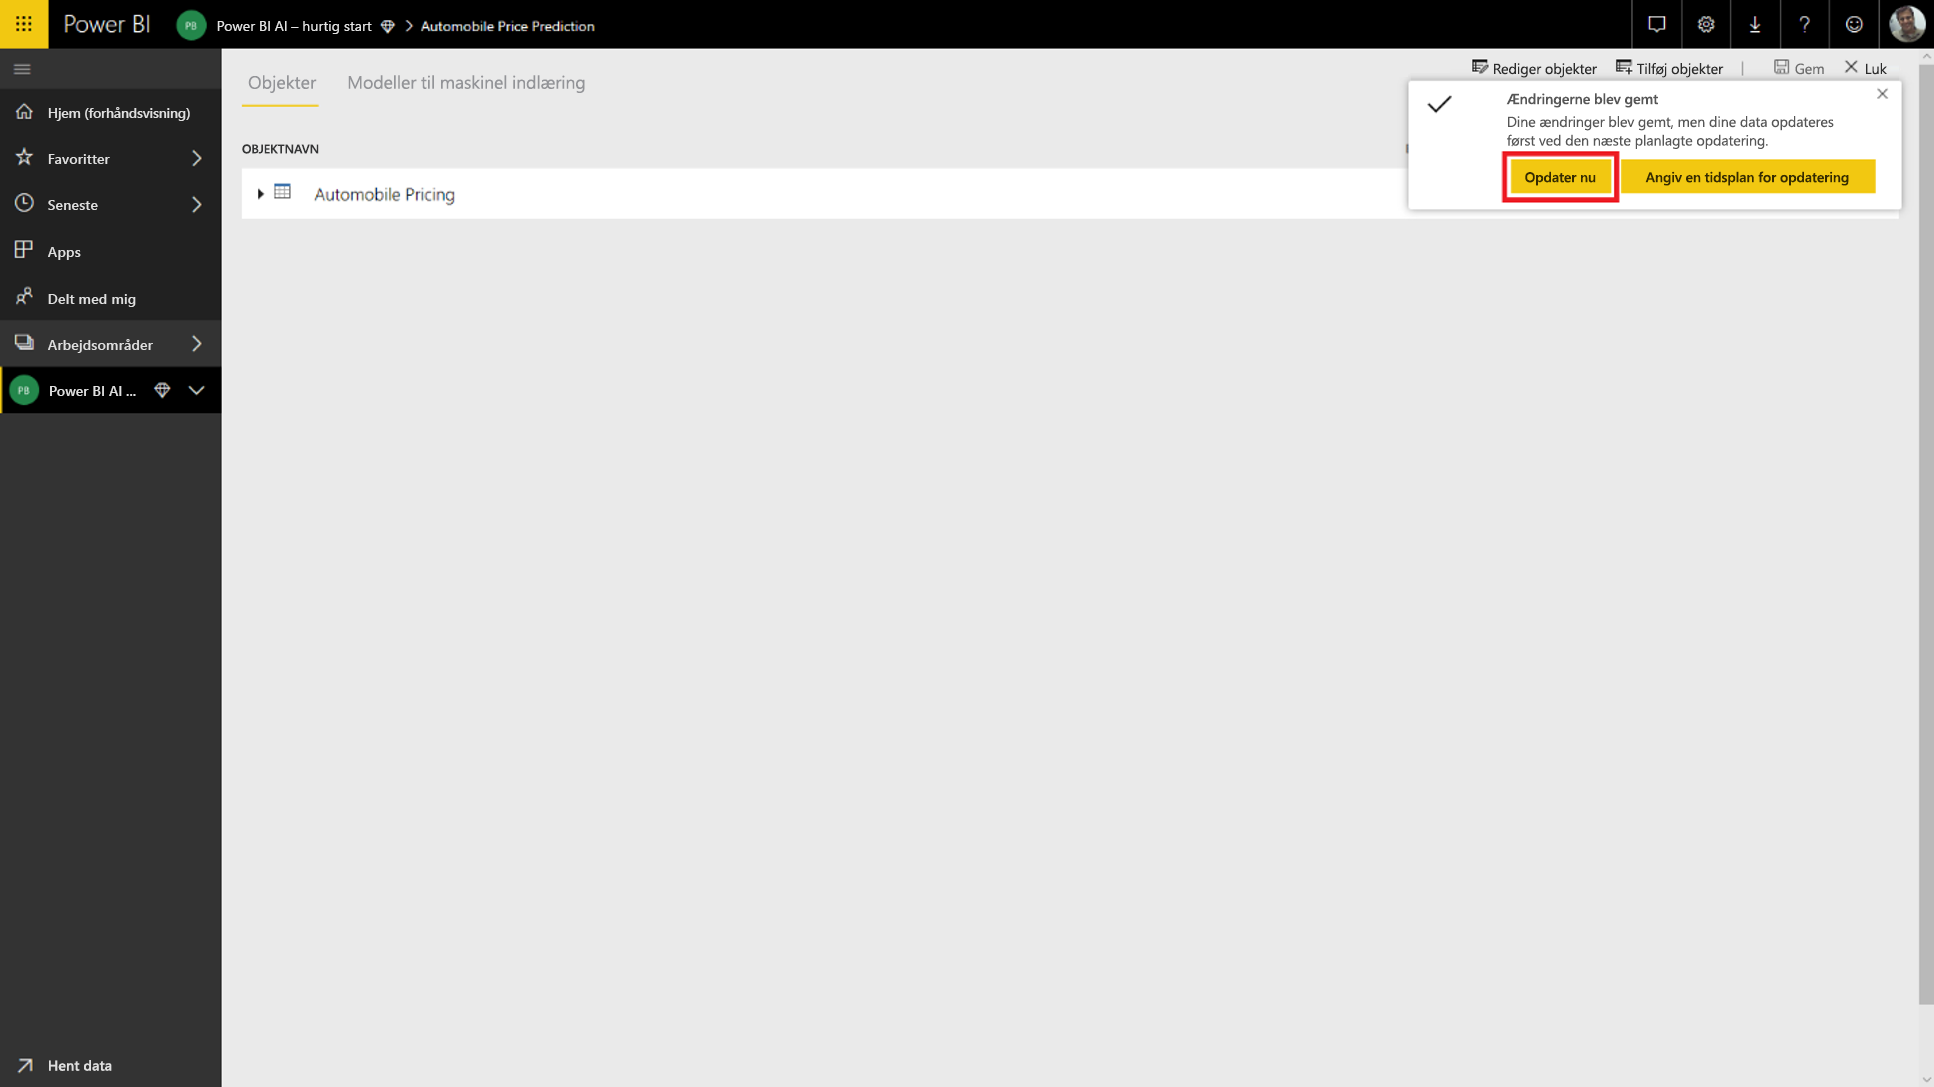 Power BI
PB
Power BI AI – hurtig start
Automobile Price Prediction
?
Objekter
Modeller til maskinel indlæring
Rediger objekter
Tilføj objekter
|
Gem
Luk
Ændringerne blev gemt
Dine ændringer blev gemt, men dine data opdateres
først ved den næste planlagte opdatering.
Opdater nu
Angiv en tidsplan for opdatering
OBJEKTNAVN
Automobile Pricing
Hjem (forhåndsvisning)
Favoritter
Seneste
Apps
Delt med mig
Arbejdsområder
PB
Power BI AI ...
Hent data